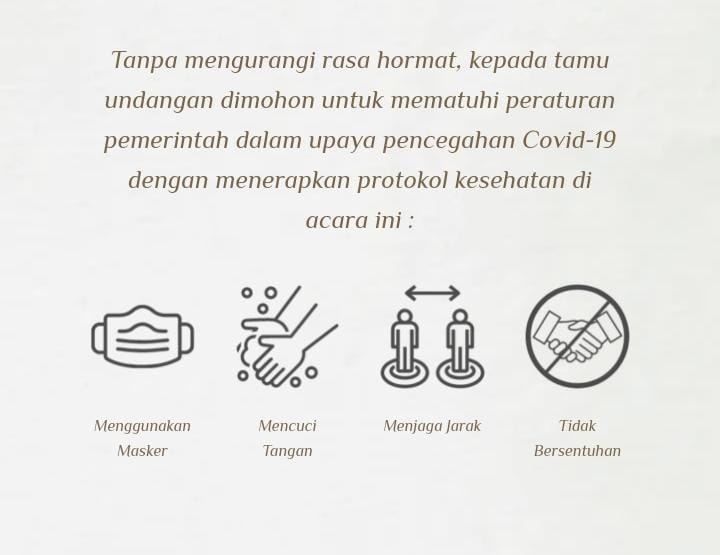 Tanpa mengurangi rasa hormat, kepada tamu
undangan dimohon untuk mematuhi peraturan
pemerintah dalam upaya pencegahan Covid-19
dengan menerapkan protokol kesehatan di
acara ini :
Menggunakan
Masker
Mencuci
Tangan
Menjaga Jarak
Tidak
Bersentuhan